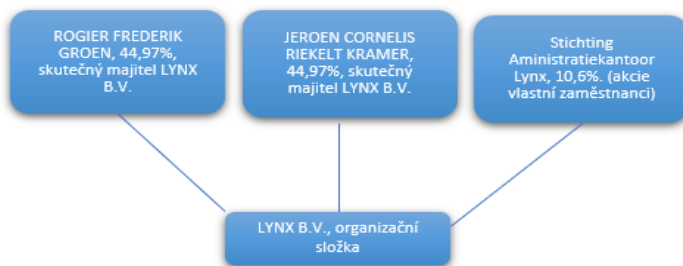 ROGIER FREDERIK
GROEN, 44,97%,
skutečný majitel LYNX
B.V.
JEROEN CORNELIS
RIEKELT KRAMER,
44,97%, skutečný
majitel LYNX B.V.
Stichting
Aministratiekantoor
Lynx, 10,6%. (akcie
vlastní zaměstnanci)
LYNX B.V., organizační
složka